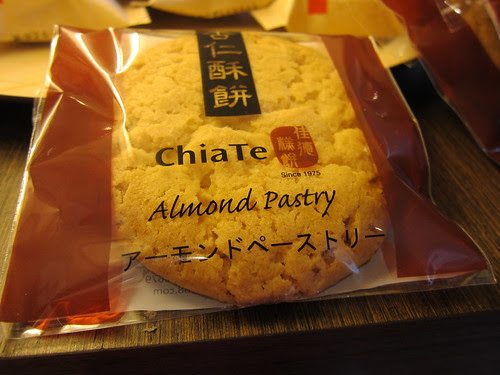 杏仁酥餅
ChiaTe
佳德
糕餅
Since 1975
Almond Pastry
アーモンドペーストリー